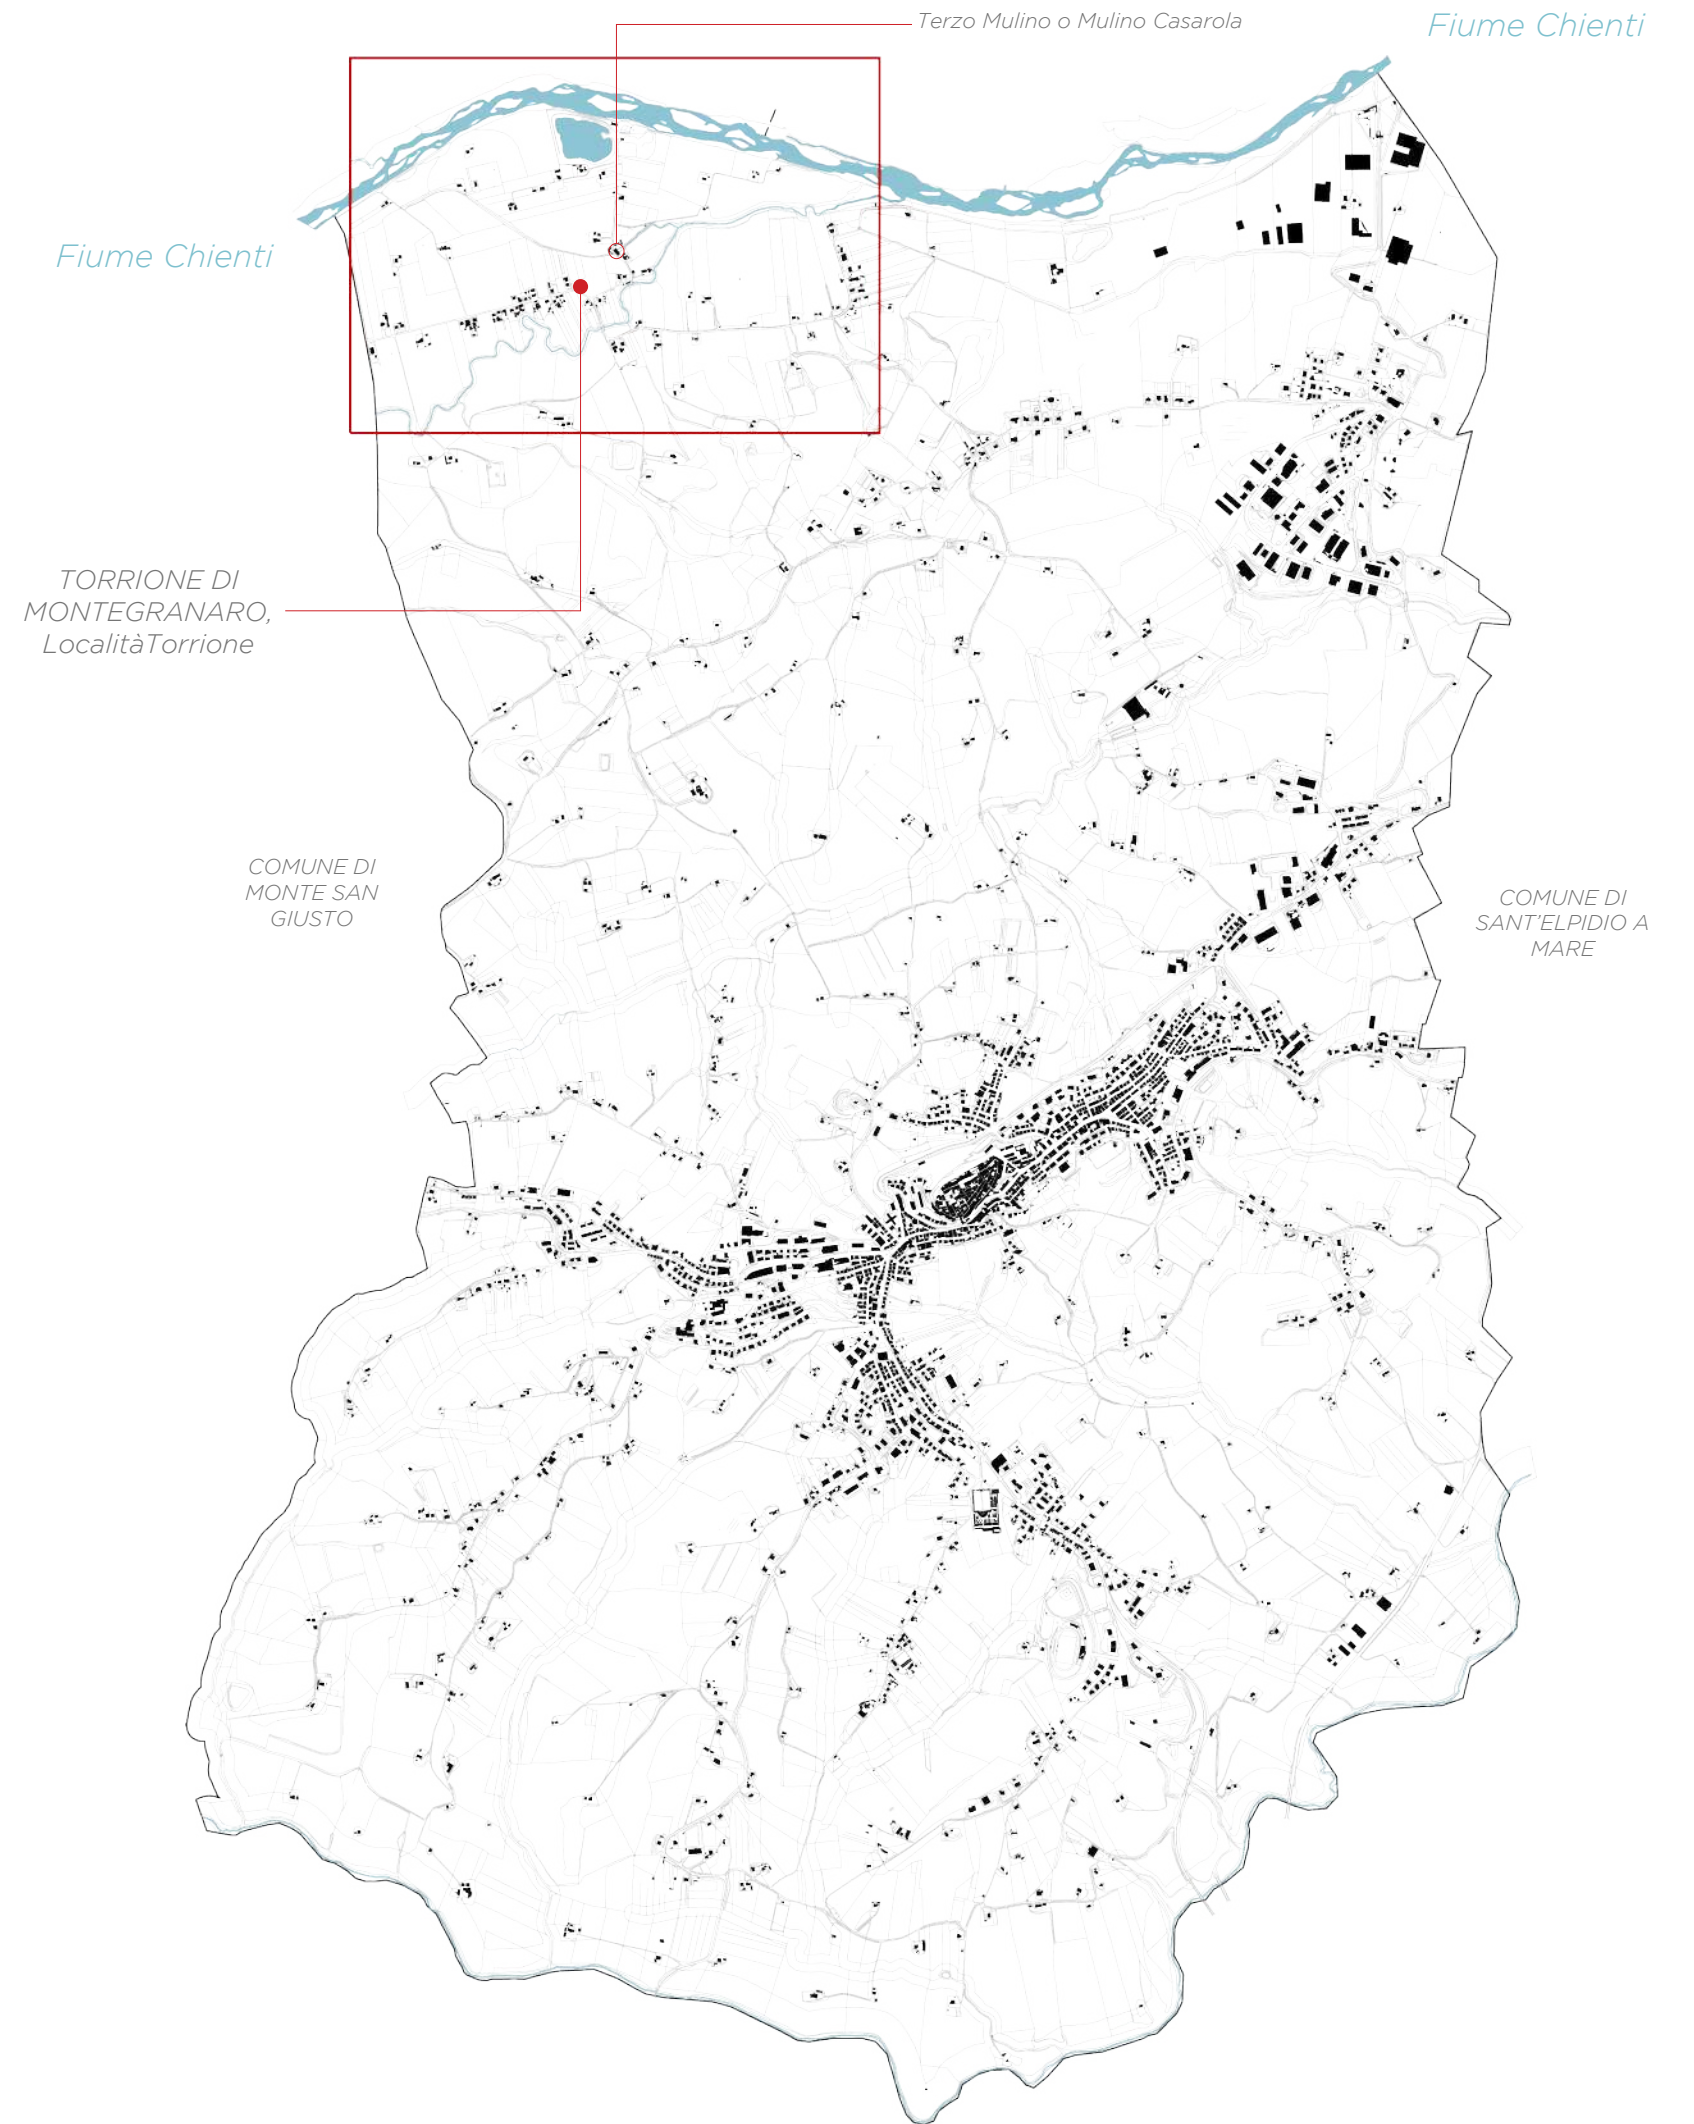 Terzo Mulino o Mulino Casarola
Fiume Chienti
Fiume Chienti
TORRIONE DI
MONTEGRANARO,
LocalitàTorrione
COMUNE DI
MONTE SAN
GIUSTO
COMUNE DI
SANT'ELPIDIO A
MARE